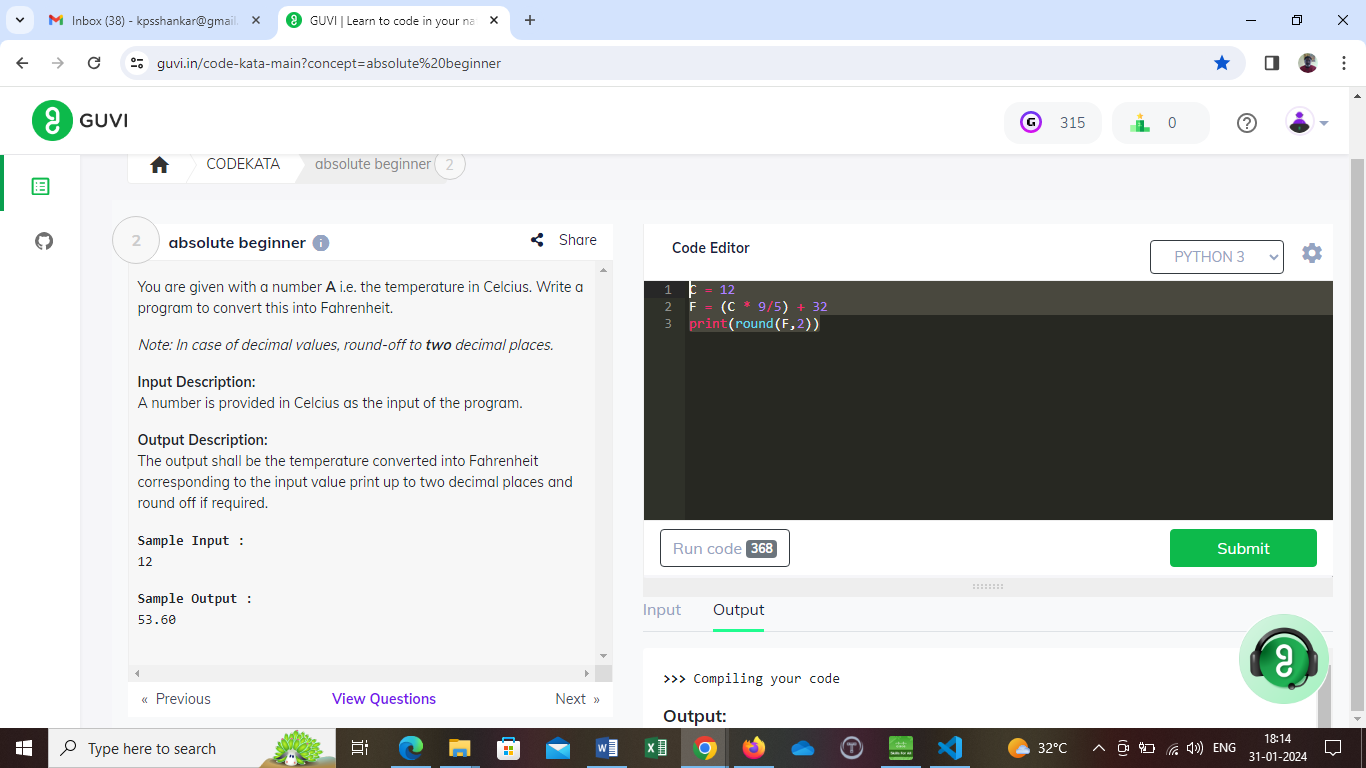 Inbox (38) - kpsshankar@gmail.
GUVI | Learn to code in your na
guvi.in/code-kata-main?concept=absolute%20beginner
GUVI
315
0
CODEKATA
absolute beginner
2
2
absolute beginner
Share
You are given with a number A i.e. the temperature in Celcius. Write a
program to convert this into Fahrenheit.
Note: In case of decimal values, round-off to two decimal places.
Input Description:
A number is provided in Celcius as the input of the program.
Output Description:
The output shall be the temperature converted into Fahrenheit
corresponding to the input value print up to two decimal places and
round off if required.
Sample Input :
12
Sample Output :
53.60
« Previous
View Questions
Next »
Code Editor
PYTHON 3
1 C = 12
2 F = (C * 9/5) + 32
3 print(round(F,2))
Run code 368
Submit
Input
Output
>>> Compiling your code
Output:
Type here to search
32°C
ENG
18:14
31-01-2024